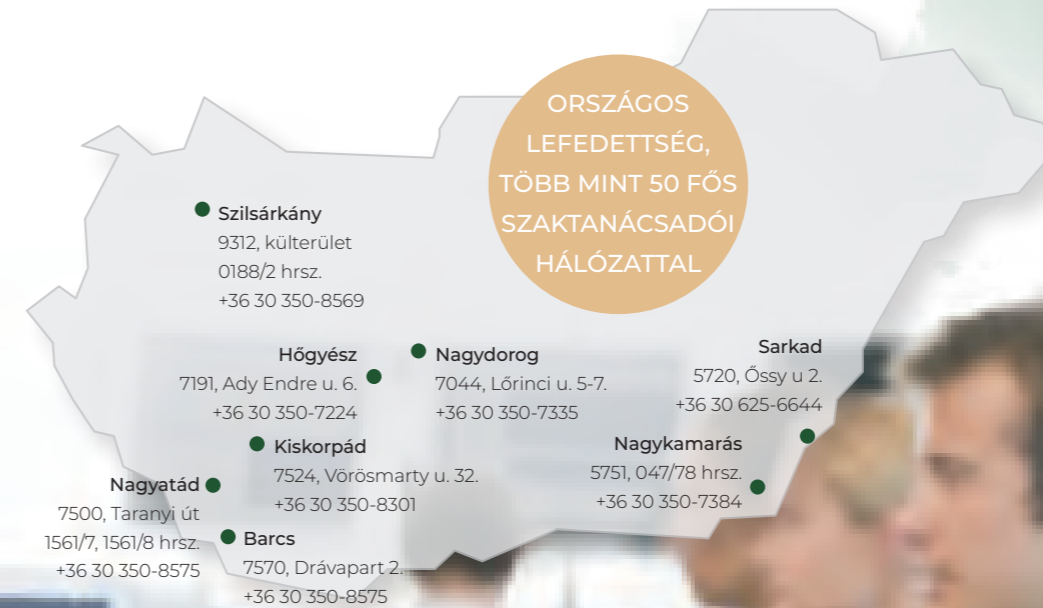 ORSZÁGOS
LEFEDETTSÉG,
TÖBB MINT 50 FŐS
SZAKTANÁCSADÓI
HÁLÓZATTAL
Szilsárkány
9312, külterület
0188/2 hrsz.
+36 30 350-8569
Hőgyész
7191, Ady Endre u. 6.
+36 30 350-7224
Nagydorog
7044, Lőrinci u. 5-7.
+36 30 350-7335
Sarkad
5720, Őssy u 2.
+36 30 625-6644
Kiskorpád
7524, Vörösmarty u. 32.
+36 30 350-8301
Nagykamarás
5751, 047/78 hrsz.
+36 30 350-7384
Nagyatád
7500, Taranyi út
1561/7, 1561/8 hrsz.
+36 30 350-8575
Barcs
7570, Drávapart 2.
+36 30 350-8575